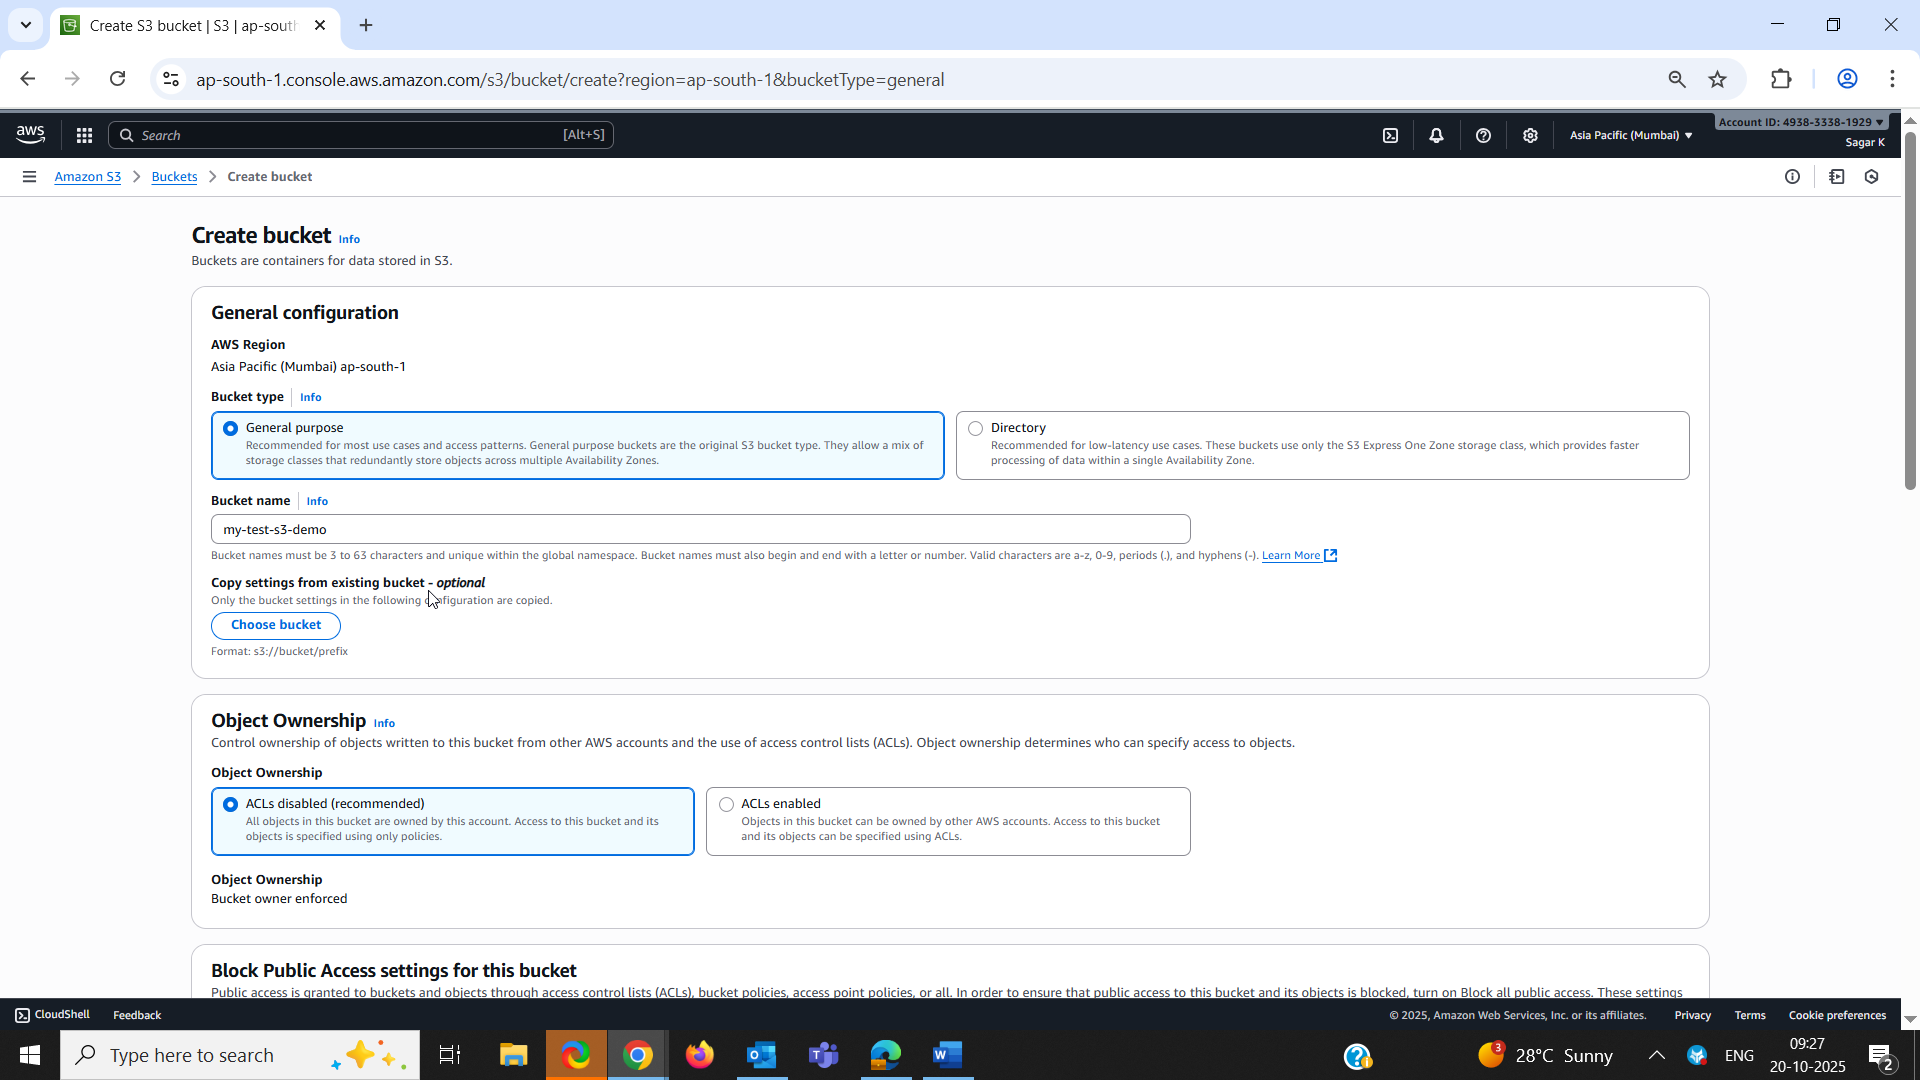 Create S3 bucket | S3 | ap-south
ap-south-1.console.aws.amazon.com/s3/bucket/create?region=ap-south-1&bucketType=general
aws
Search
[Alt+S]
Asia Pacific (Mumbai) ▼
Account ID: 4938-3338-1929 ▼
Sagar K
Amazon S3 > Buckets > Create bucket
Create bucket Info
Buckets are containers for data stored in S3.
General configuration
AWS Region
Asia Pacific (Mumbai) ap-south-1
Bucket type Info
General purpose
Recommended for most use cases and access patterns. General purpose buckets are the original S3 bucket type. They allow a mix of
storage classes that redundantly store objects across multiple Availability Zones.
Directory
Recommended for low-latency use cases. These buckets use only the S3 Express One Zone storage class, which provides faster
processing of data within a single Availability Zone.
Bucket name Info
my-test-s3-demo
Bucket names must be 3 to 63 characters and unique within the global namespace. Bucket names must also begin and end with a letter or number. Valid characters are a-z, 0-9, periods (.), and hyphens (-). Learn More
Copy settings from existing bucket - optional
Only the bucket settings in the following configuration are copied.
Choose bucket
Format: s3://bucket/prefix
Object Ownership Info
Control ownership of objects written to this bucket from other AWS accounts and the use of access control lists (ACLs). Object ownership determines who can specify access to objects.
Object Ownership
ACLs disabled (recommended)
All objects in this bucket are owned by this account. Access to this bucket and its
objects is specified using only policies.
ACLs enabled
Objects in this bucket can be owned by other AWS accounts. Access to this bucket
and its objects can be specified using ACLs.
Object Ownership
Bucket owner enforced
Block Public Access settings for this bucket
Public access is granted to buckets and objects through access control lists (ACLs), bucket policies, access point policies, or all. In order to ensure that public access to this bucket and its objects is blocked, turn on Block all public access. These settings
CloudShell Feedback
© 2025, Amazon Web Services, Inc. or its affiliates. Privacy Terms Cookie preferences
Type here to search
3
28°C Sunny
ENG
09:27
20-10-2025
2